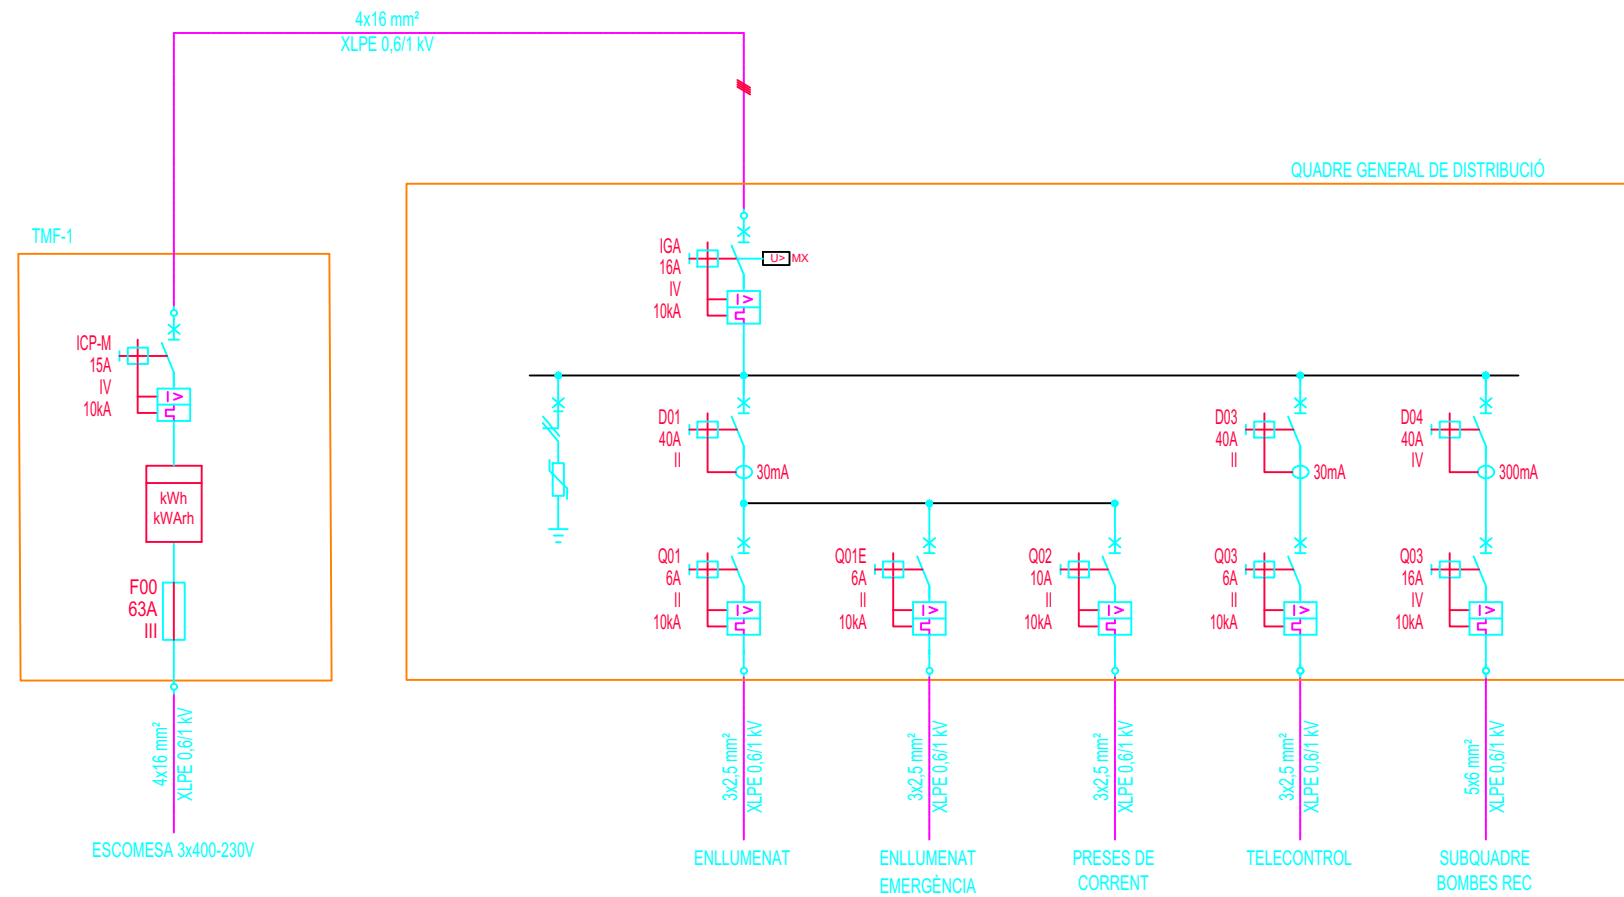 4x16 mm²
XLPE 0,6/1 kV
QUADRE GENERAL DE DISTRIBUCIÓ
TMF-1
IGA
16A
IV
10kA
U> MX
I>
ICP-M
15A
IV
10kA
I>
kWh
kWArh
F00
63A
III
D01
40A
II
30mA
D03
40A
II
30mA
D04
40A
IV
300mA
Q01
6A
II
10kA
I>
Q01E
6A
II
10kA
I>
Q02
10A
II
10kA
I>
Q03
6A
II
10kA
I>
Q03
16A
IV
10kA
I>
4x16 mm²
XLPE 0,6/1 kV
3x2,5 mm²
XLPE 0,6/1 kV
3x2,5 mm²
XLPE 0,6/1 kV
3x2,5 mm²
XLPE 0,6/1 kV
3x2,5 mm²
XLPE 0,6/1 kV
5x6 mm²
XLPE 0,6/1 kV
ESCOMESA 3x400-230V
ENLLUMENAT
ENLLUMENAT
EMERGÈNCIA
PRESES DE
CORRENT
TELECONTROL
SUBQUADRE
BOMBES REC